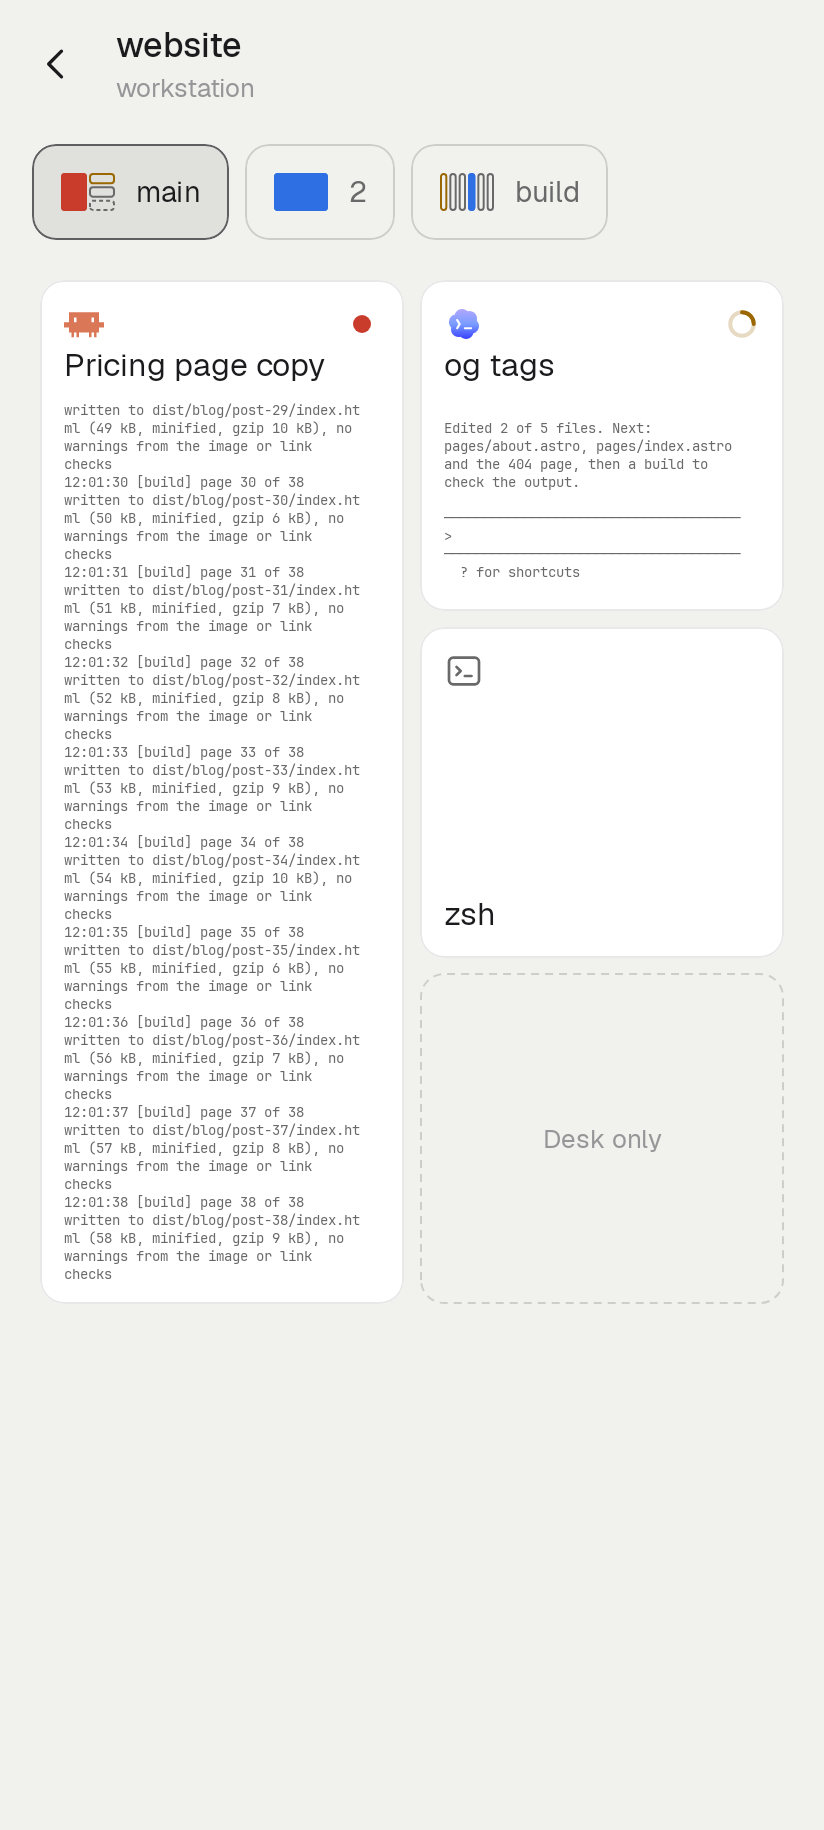 website
workstation
main
2
build
Pricing page copy
written to dist/blog/post-29/index.ht
ml (49 kB, minified, gzip 10 kB), no
warnings from the image or link
checks
12:01:30 [build] page 30 of 38
written to dist/blog/post-30/index.ht
ml (50 kB, minified, gzip 6 kB), no
warnings from the image or link
checks
12:01:31 [build] page 31 of 38
written to dist/blog/post-31/index.ht
ml (51 kB, minified, gzip 7 kB), no
warnings from the image or link
checks
12:01:32 [build] page 32 of 38
written to dist/blog/post-32/index.ht
ml (52 kB, minified, gzip 8 kB), no
warnings from the image or link
checks
12:01:33 [build] page 33 of 38
written to dist/blog/post-33/index.ht
ml (53 kB, minified, gzip 9 kB), no
warnings from the image or link
checks
12:01:34 [build] page 34 of 38
written to dist/blog/post-34/index.ht
ml (54 kB, minified, gzip 10 kB), no
warnings from the image or link
checks
12:01:35 [build] page 35 of 38
written to dist/blog/post-35/index.ht
ml (55 kB, minified, gzip 6 kB), no
warnings from the image or link
checks
12:01:36 [build] page 36 of 38
written to dist/blog/post-36/index.ht
ml (56 kB, minified, gzip 7 kB), no
warnings from the image or link
checks
12:01:37 [build] page 37 of 38
written to dist/blog/post-37/index.ht
ml (57 kB, minified, gzip 8 kB), no
warnings from the image or link
checks
12:01:38 [build] page 38 of 38
written to dist/blog/post-38/index.ht
ml (58 kB, minified, gzip 9 kB), no
warnings from the image or link
checks
og tags
Edited 2 of 5 files. Next:
pages/about.astro, pages/index.astro
and the 404 page, then a build to
check the output.
>
? for shortcuts
zsh
Desk only